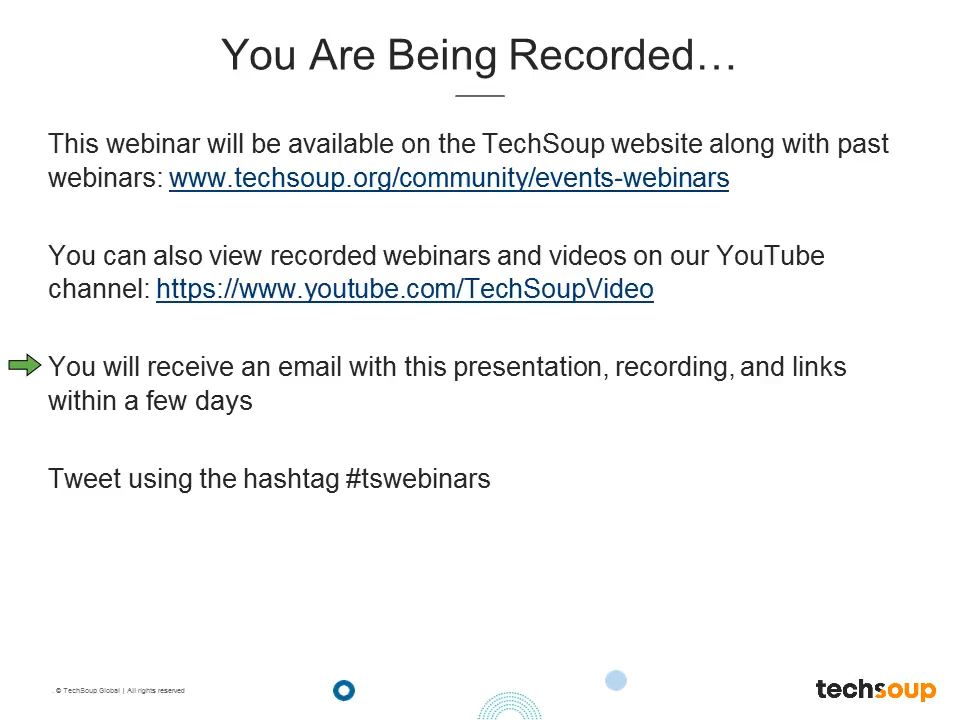 You Are Being Recorded…
This webinar will be available on the TechSoup website along with past
webinars: www.techsoup.org/community/events-webinars
You can also view recorded webinars and videos on our YouTube
channel: https://www.youtube.com/TechSoupVideo
You will receive an email with this presentation, recording, and links
within a few days
Tweet using the hashtag #tswebinars
. © TechSoup Global | All rights reserved
techsoup